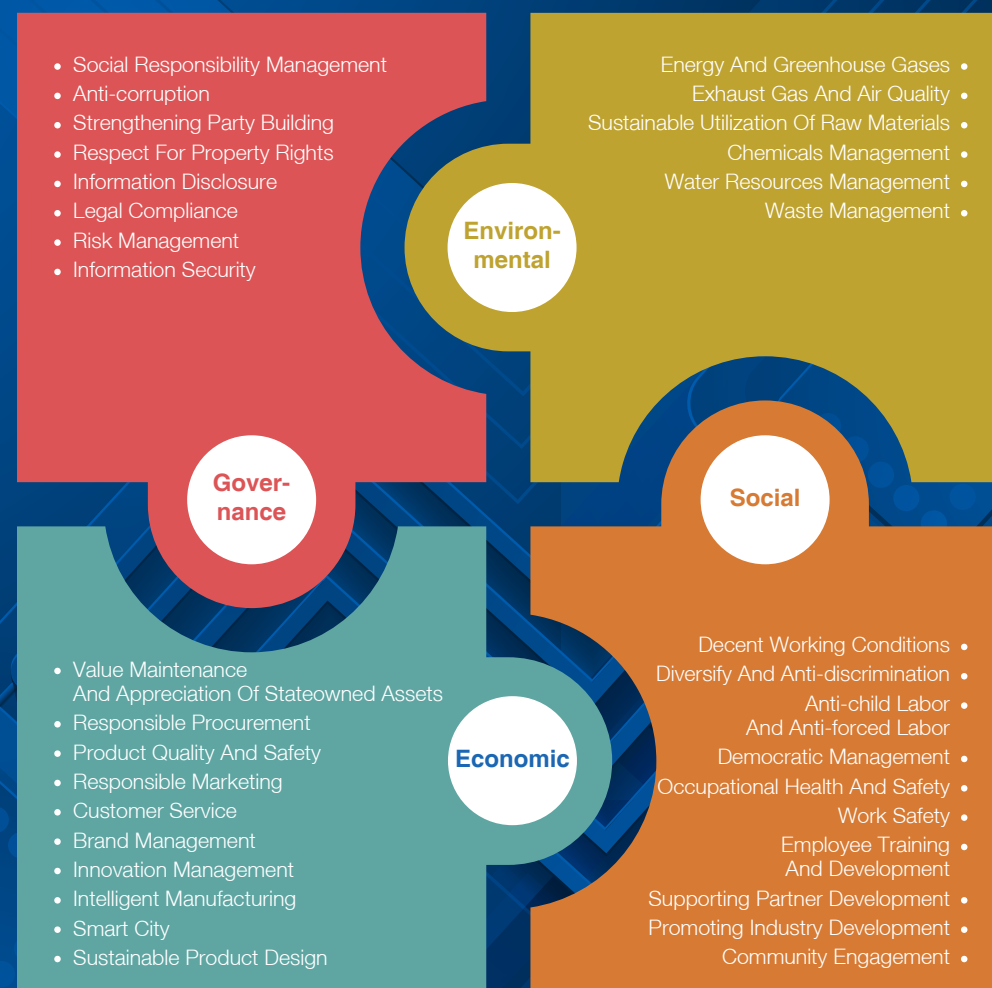 Social Responsibility Management
Anti-corruption
Strengthening Party Building
Respect For Property Rights
Information Disclosure
Legal Compliance
Risk Management
Information Security
Gover-
nance
Energy And Greenhouse Gases
Exhaust Gas And Air Quality
Sustainable Utilization Of Raw Materials
Chemicals Management
Water Resources Management
Waste Management
Environ-
mental
Value Maintenance
And Appreciation Of Stateowned Assets
Responsible Procurement
Product Quality And Safety
Responsible Marketing
Customer Service
Brand Management
Innovation Management
Intelligent Manufacturing
Smart City
Sustainable Product Design
Economic
Social
Decent Working Conditions
Diversify And Anti-discrimination
Anti-child Labor
And Anti-forced Labor
Democratic Management
Occupational Health And Safety
Work Safety
Employee Training
And Development
Supporting Partner Development
Promoting Industry Development
Community Engagement